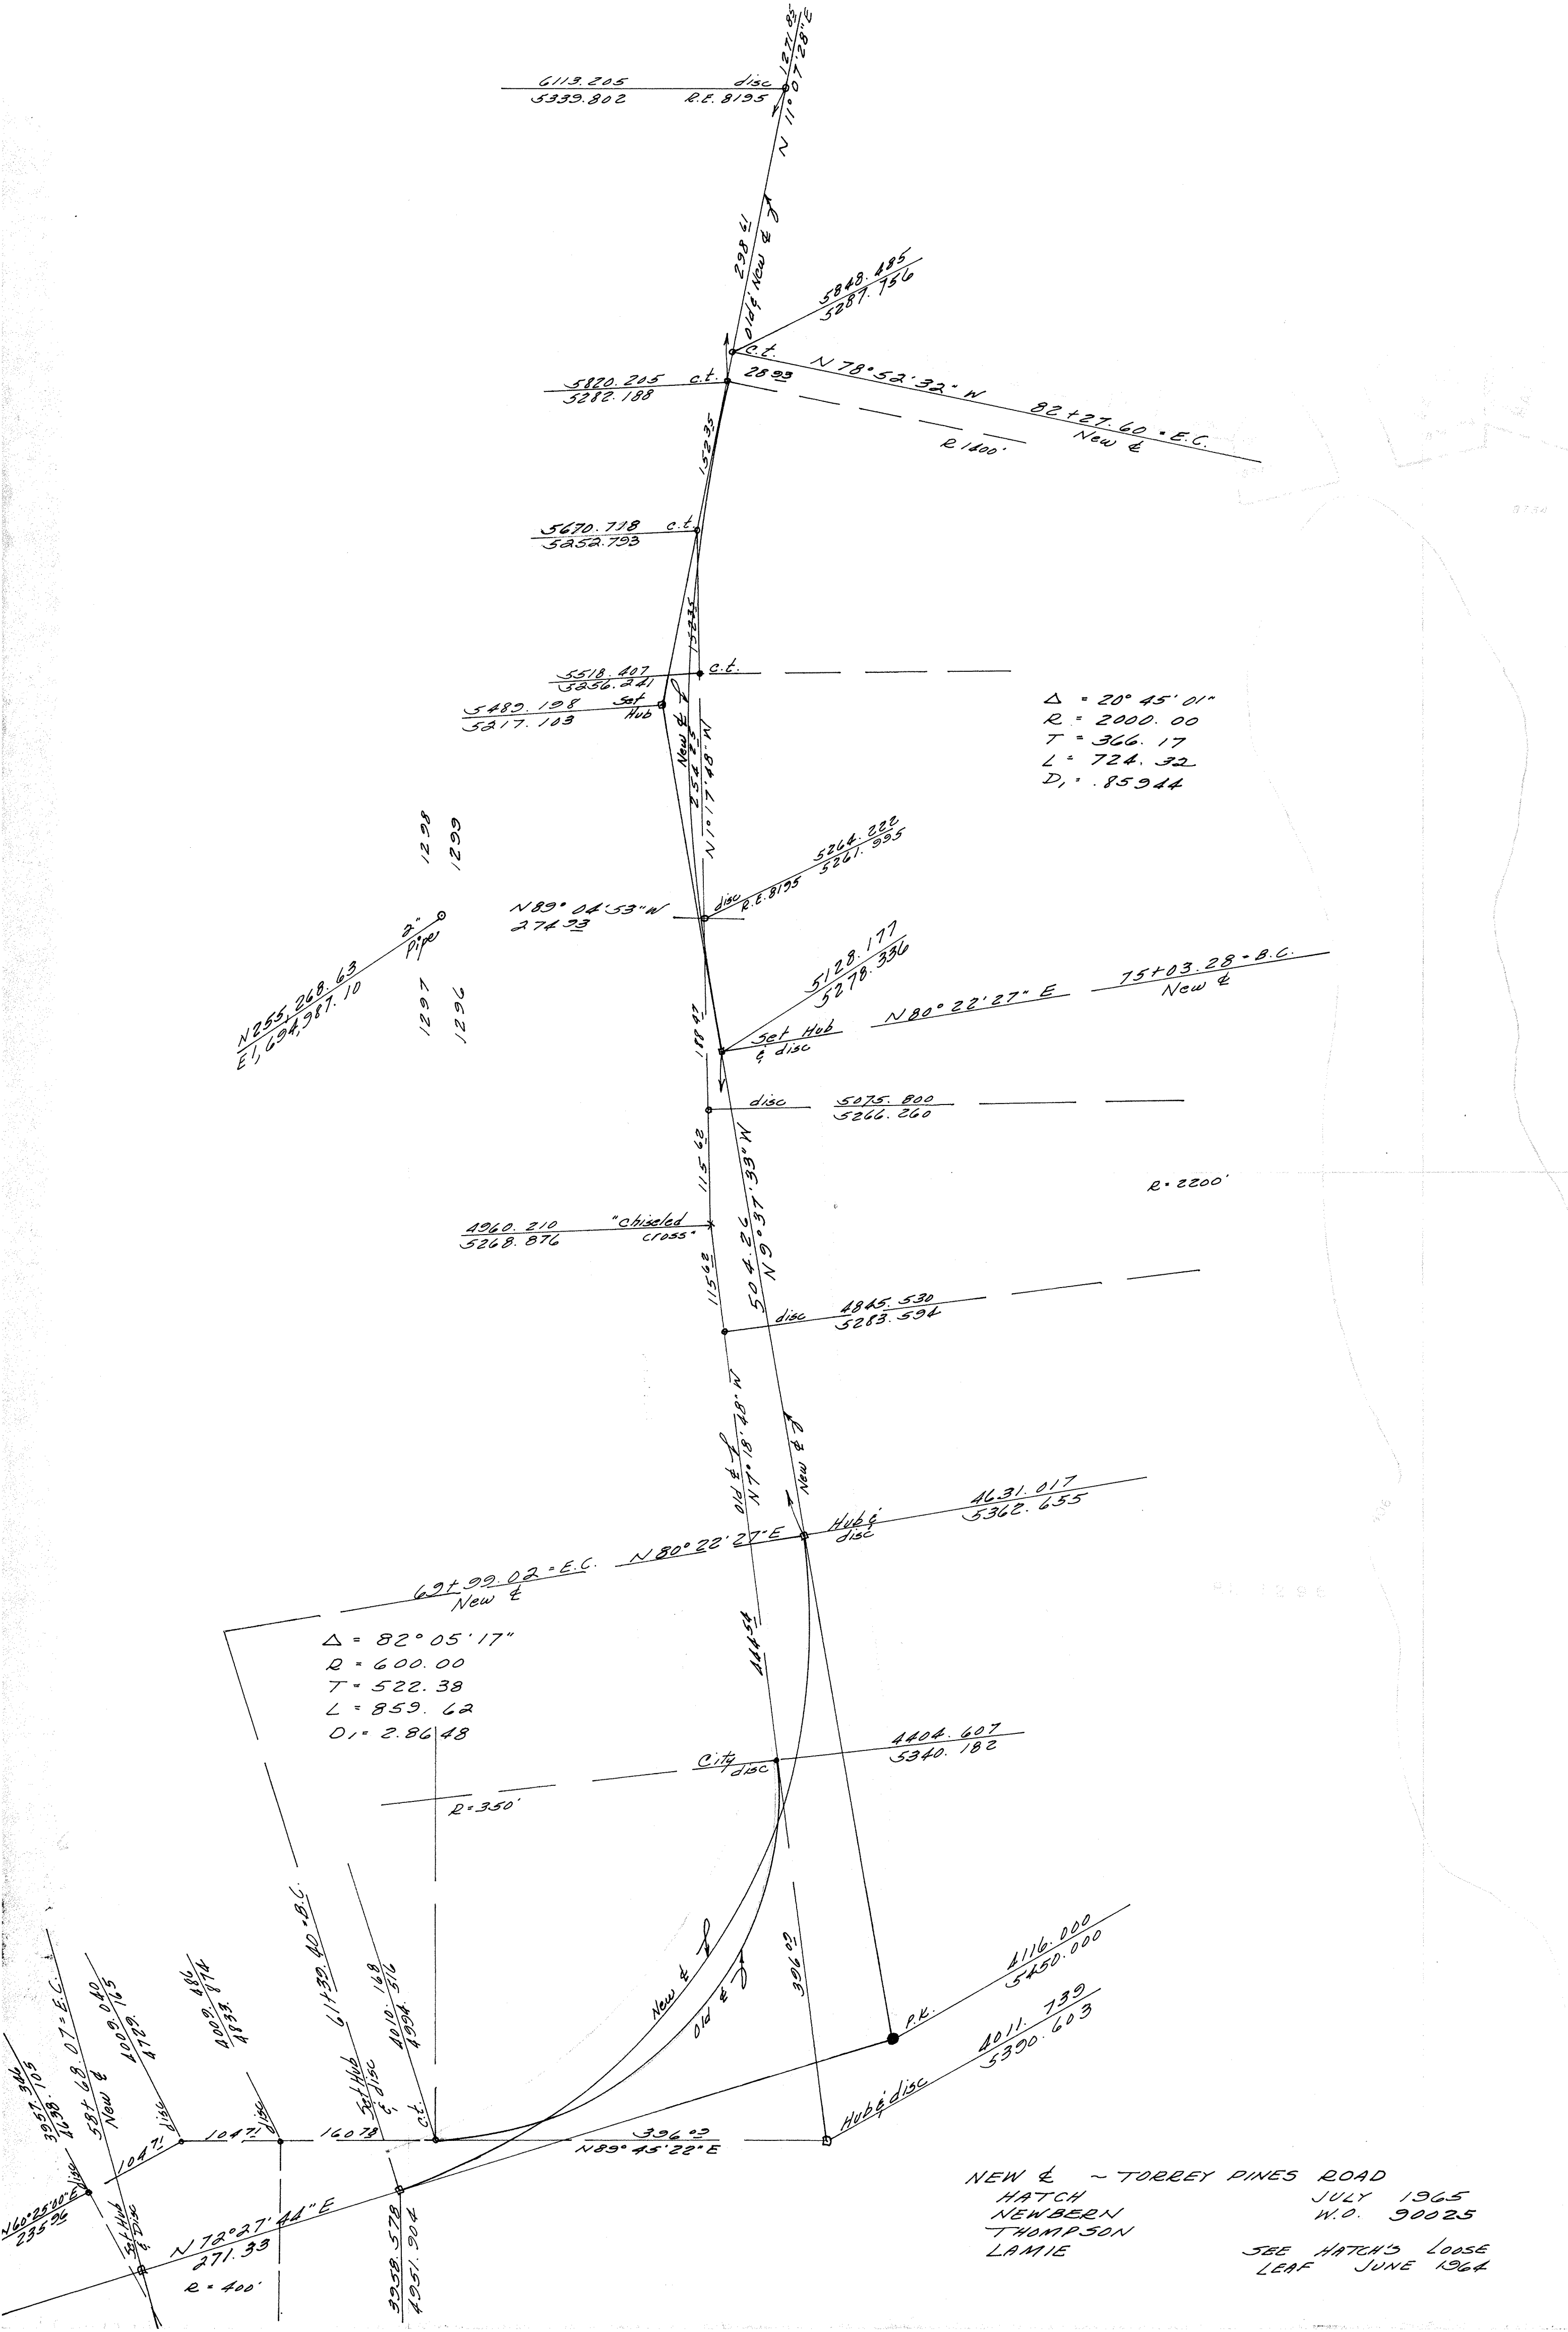 1271.83
N 11° 07' 28" E
6113.205 disc
5339.802 R.E. 8195
298 61
Old & New ℄
5848.485
5287.756
c.t. N 78° 52' 32" W 82+27.60 = E.C.
New ℄
5820.205 c.t. 28 93
5282.188
R 1400'
152 35
5670.718 c.t.
5252.793
152 35
5518.407 c.t.
5256.241
5489.198 Set
5217.103 Hub
Δ = 20° 45' 01"
R = 2000.00
T = 366.17
L = 724.32
D₁ = .85944
New ℄
254 25
N 1° 17' 48" W
1298
1299
1297
1296
2"
Pipe
N 255,268.63
E 1,694,987.10
N 89° 04' 53" W
274 93
disc
R.E. 8195
5264.222
5261.995
5128.177
5278.336
188 47
Set Hub
& disc
N 80° 22' 27" E 75+03.28 = B.C.
New ℄
disc 5075.800
5266.260
115 62
504.26
N 9° 37' 33" W
R = 2200'
4960.210 "Chiseled
5268.876 cross"
115 62
disc 4845.530
5283.594
Old ℄
N 7° 18' 48" W
New ℄
Hub &
disc
4631.017
5362.655
69+99.02 = E.C. N 80° 22' 27" E
New ℄
Δ = 82° 05' 17"
R = 600.00
T = 522.38
L = 859.62
D₁ = 2.8648
444 54
City
disc
4404.607
5340.182
R = 350'
New ℄
Old ℄
396 03
P.K.
4116.000
5450.000
Hub & disc
4011.739
5390.603
3957.346
4638.105
58+68.07 = E.C.
New ℄
4009.040
4729.165
4009.486
4833.874
61+39.40 = B.C.
4010.168
4994.516
Set Hub
& disc
c.t.
disc
disc
disc
104 71
104 71
160 78
396 03
N 89° 45' 22" E
N 60° 25' 00" E
235 96
Set Hub
& Disc
N 72° 27' 44" E
271.33
R = 400'
3958.578
4951.904
NEW ℄ ~ TORREY PINES ROAD
HATCH JULY 1965
NEWBERN W.O. 90025
THOMPSON
LAMIE SEE HATCH'S LOOSE
LEAF JUNE 1964